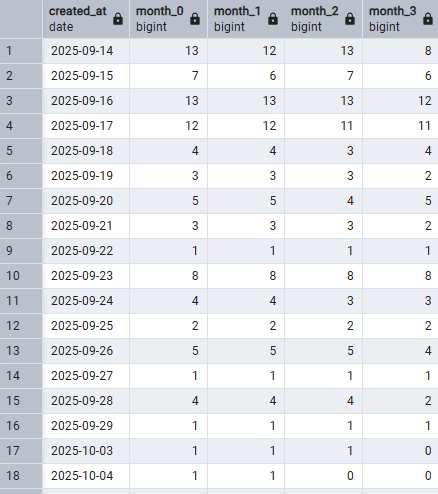 created_at month_0 month_1 month_2 month_3
date bigint bigint bigint bigint
1 2025-09-14 13 12 13 8
2 2025-09-15 7 6 7 6
3 2025-09-16 13 13 13 12
4 2025-09-17 12 12 11 11
5 2025-09-18 4 4 3 4
6 2025-09-19 3 3 3 2
7 2025-09-20 5 5 4 5
8 2025-09-21 3 3 3 2
9 2025-09-22 1 1 1 1
10 2025-09-23 8 8 8 8
11 2025-09-24 4 4 3 3
12 2025-09-25 2 2 2 2
13 2025-09-26 5 5 5 4
14 2025-09-27 1 1 1 1
15 2025-09-28 4 4 4 2
16 2025-09-29 1 1 1 1
17 2025-10-03 1 1 1 0
18 2025-10-04 1 1 0 0